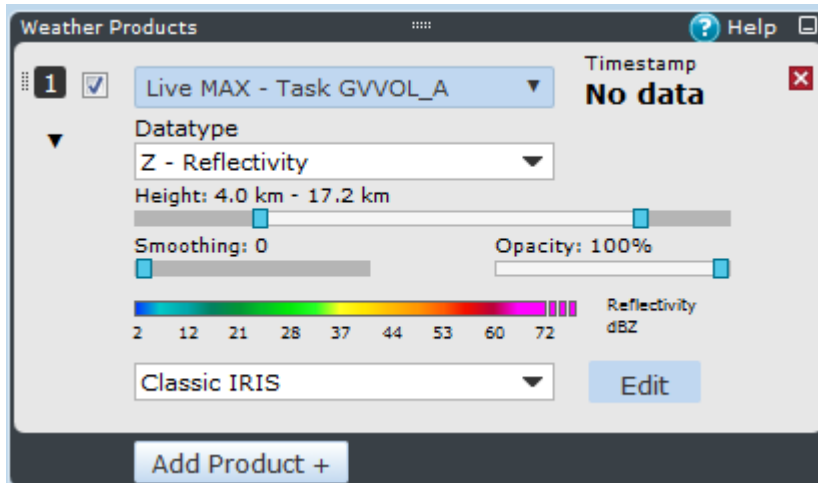 Weather Products
? Help
Timestamp
1 Live MAX - Task GVVOL_A
No data
Datatype
Z - Reflectivity
Height: 4.0 km - 17.2 km
Smoothing: 0 Opacity: 100%
Reflectivity
dBZ
2 12 21 28 37 44 53 60 72
Classic IRIS Edit
Add Product +